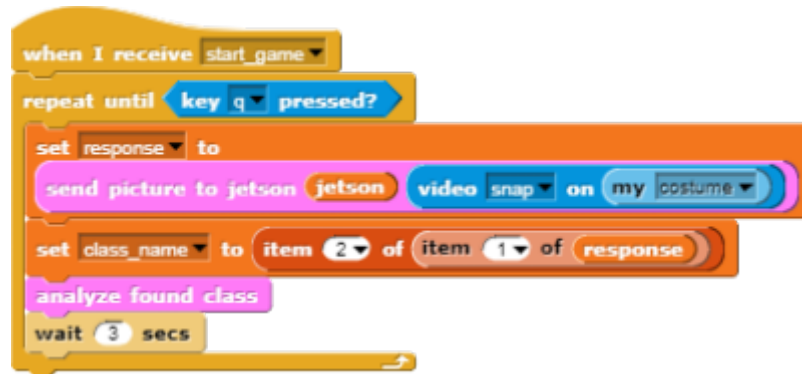 when I receive start_game
repeat until key q pressed?
set response to
send picture to jetson jetson video snap on my costume
set class_name to item 2 of item 1 of response
analyze found class
wait 3 secs